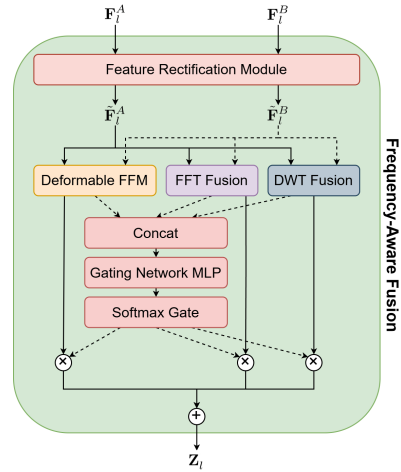 F_l^A F_l^B
Feature Rectification Module
F̃_l^A F̃_l^B
Deformable FFM FFT Fusion DWT Fusion
Concat
Gating Network MLP
Softmax Gate
× × ×
+
Z_l
Frequency-Aware Fusion